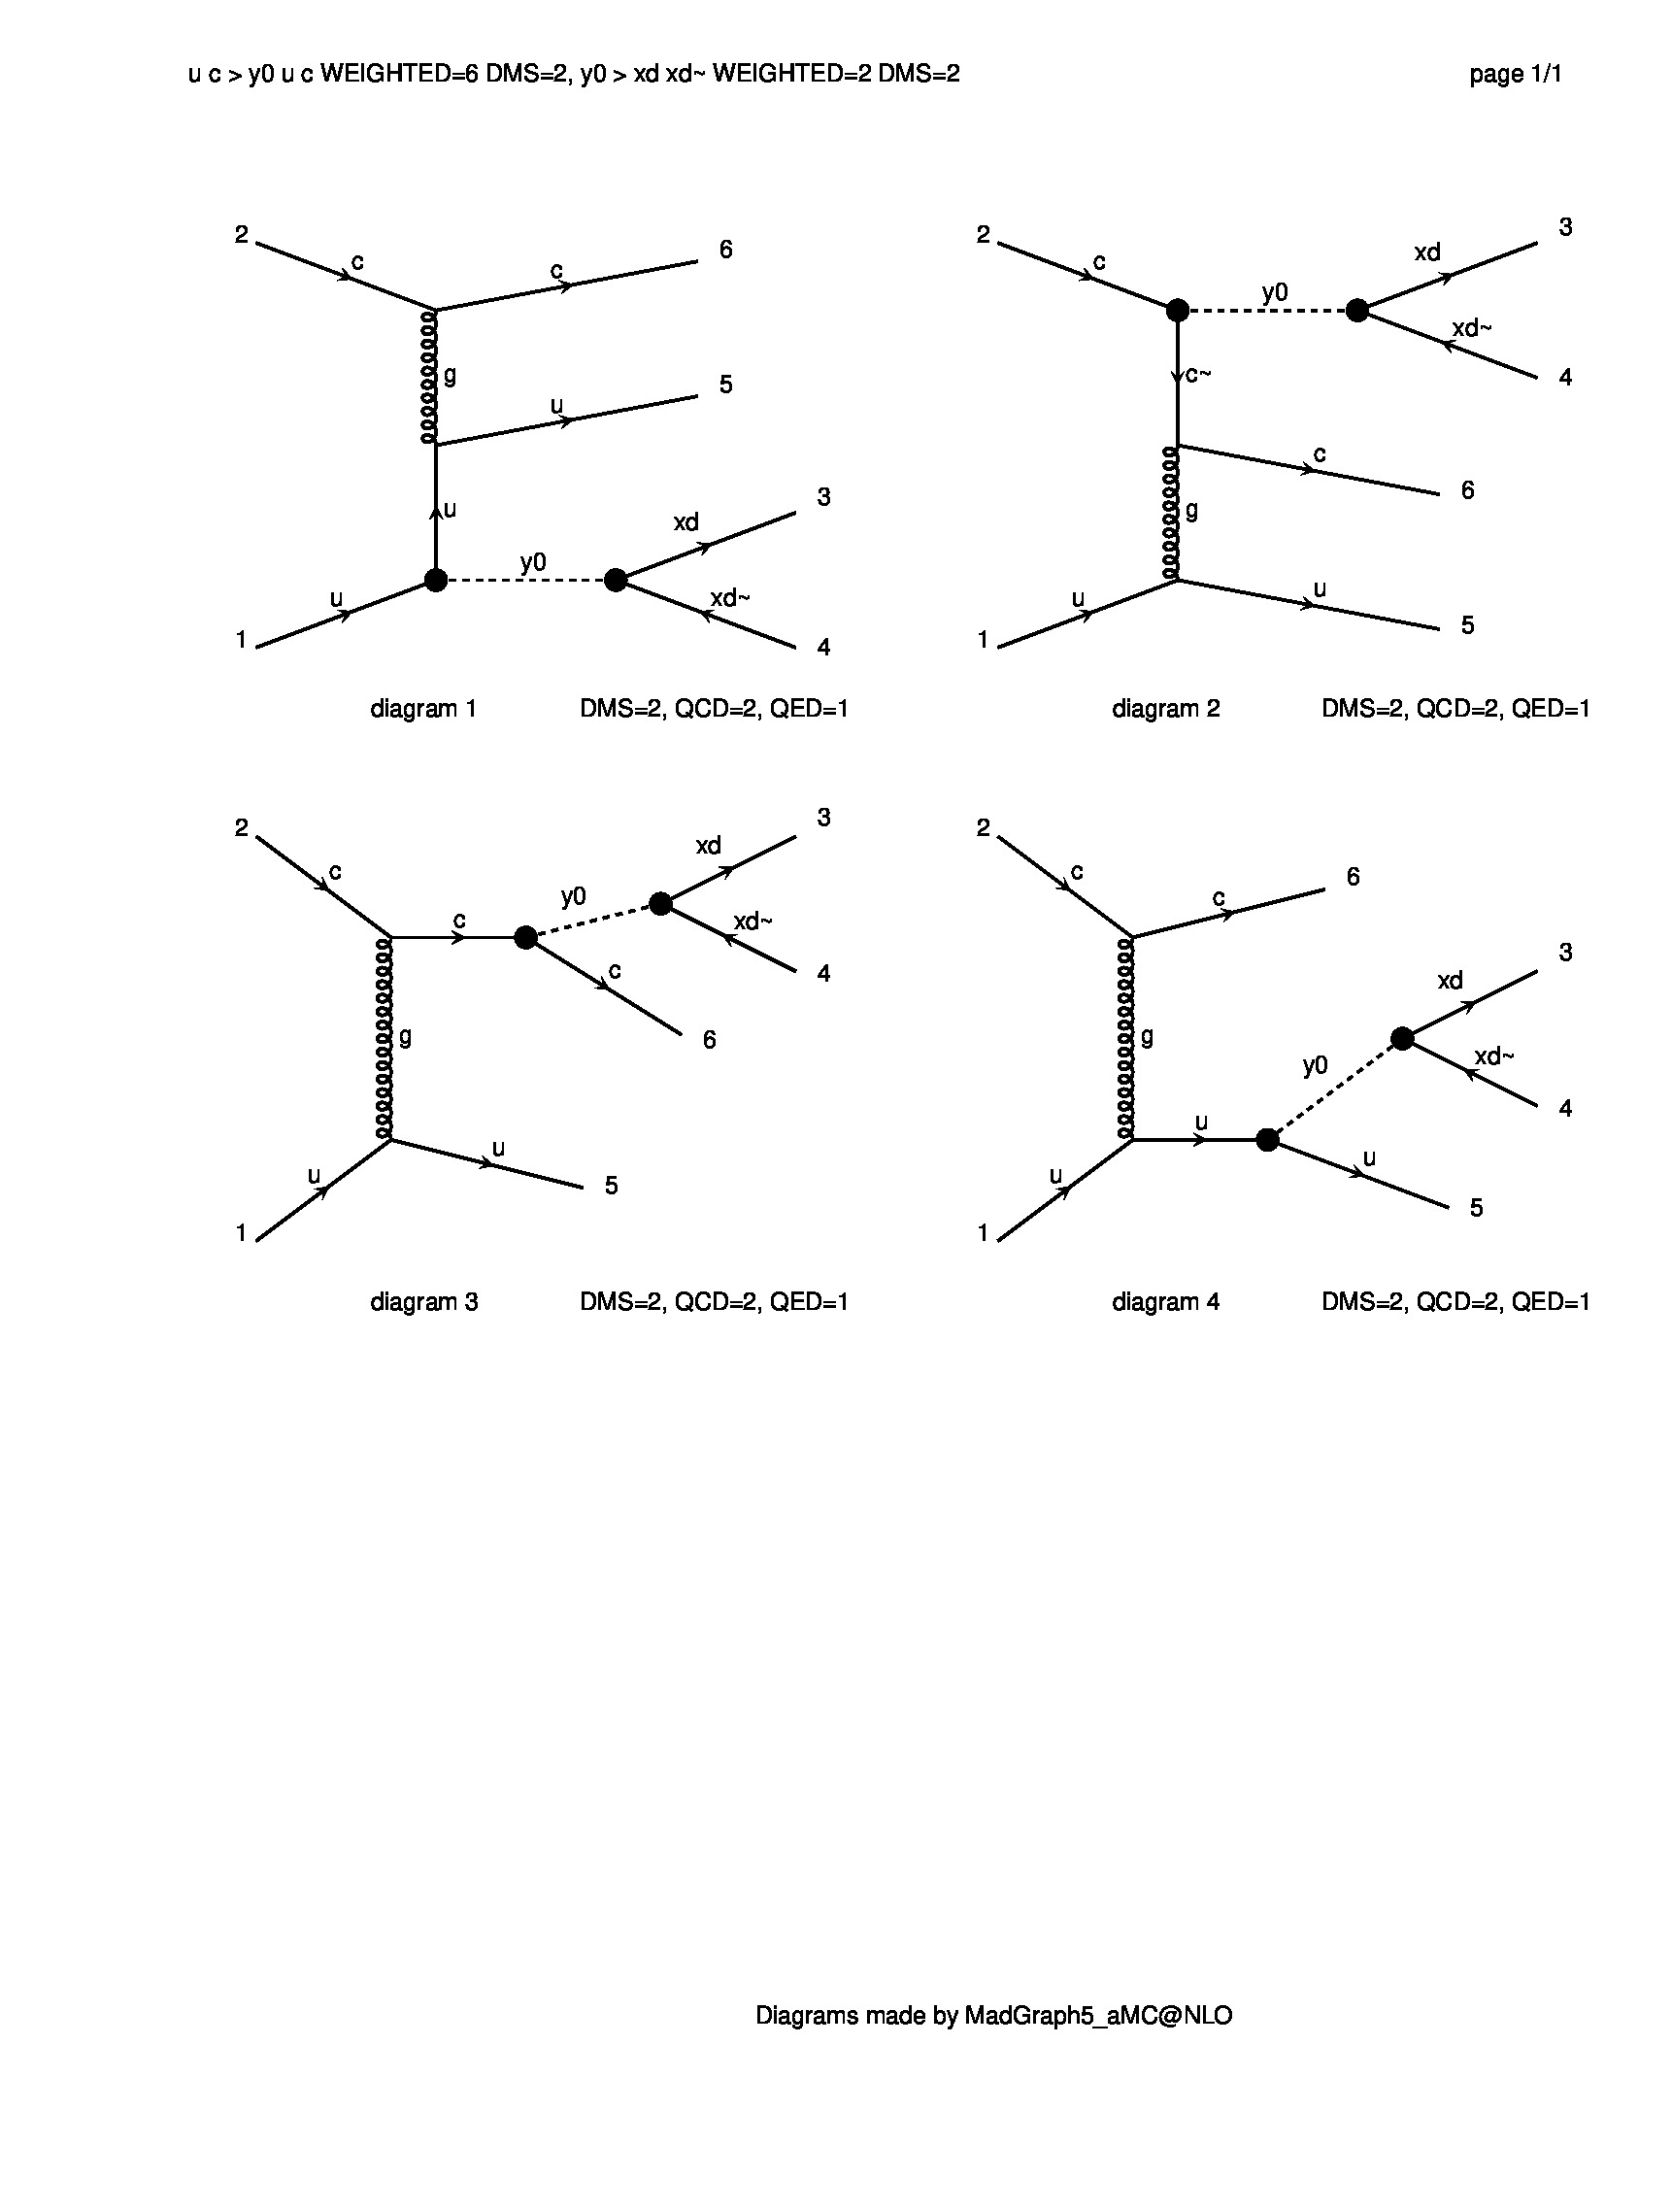 u c > y0 u c WEIGHTED=6 DMS=2, y0 > xd xd~ WEIGHTED=2 DMS=2 page 1/1
2
c
c
6
g
u
5
u
y0
xd
3
u
xd~
1
4
diagram 1 DMS=2, QCD=2, QED=1
2
c
y0
xd
3
xd~
4
c~
c
6
g
u
u
5
1
diagram 2 DMS=2, QCD=2, QED=1
2
c
c
y0
xd
3
xd~
4
c
6
g
u
u
5
1
diagram 3 DMS=2, QCD=2, QED=1
2
c
c
6
g
xd
3
y0
xd~
4
u
u
u
5
1
diagram 4 DMS=2, QCD=2, QED=1
Diagrams made by MadGraph5_aMC@NLO